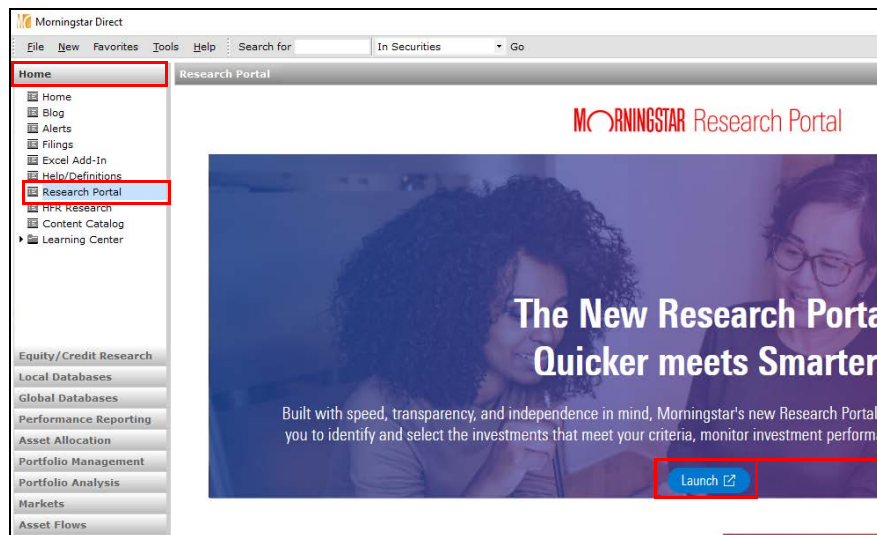 Morningstar Direct
File New Favorites Tools Help Search for In Securities Go
Home
Research Portal
Home
Blog
Alerts
Filings
Excel Add-In
Help/Definitions
Research Portal
HFR Research
Content Catalog
Learning Center
MORNINGSTAR Research Portal
The New Research Porta
Quicker meets Smarter
Built with speed, transparency, and independence in mind, Morningstar's new Research Portal
you to identify and select the investments that meet your criteria, monitor investment performa
Launch
Equity/Credit Research
Local Databases
Global Databases
Performance Reporting
Asset Allocation
Portfolio Management
Portfolio Analysis
Markets
Asset Flows